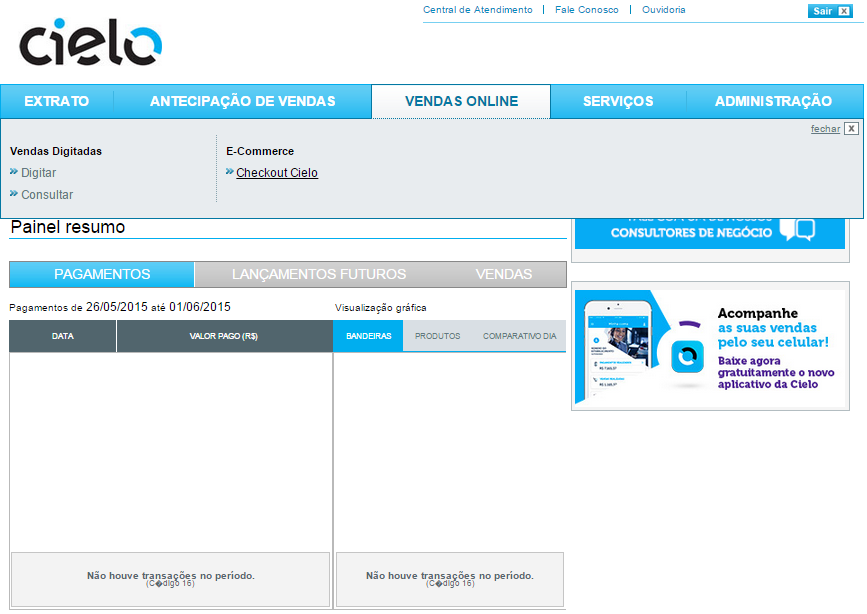 Central de Atendimento | Fale Conosco | Ouvidoria
Sair X
cielo
EXTRATO ANTECIPAÇÃO DE VENDAS VENDAS ONLINE SERVIÇOS ADMINISTRAÇÃO
fechar X
Vendas Digitadas
Digitar
Consultar
E-Commerce
Checkout Cielo
Painel resumo
CONSULTORES DE NEGÓCIO
PAGAMENTOS LANÇAMENTOS FUTUROS VENDAS
Pagamentos de 26/05/2015 até 01/06/2015
Visualização gráfica
DATA VALOR PAGO (R$)
BANDEIRAS PRODUTOS COMPARATIVO DIA
Acompanhe
as suas vendas
pelo seu celular!
Baixe agora
gratuitamente o novo
aplicativo da Cielo
Não houve transações no período.
(C�digo 16)
Não houve transações no período.
(C�digo 16)